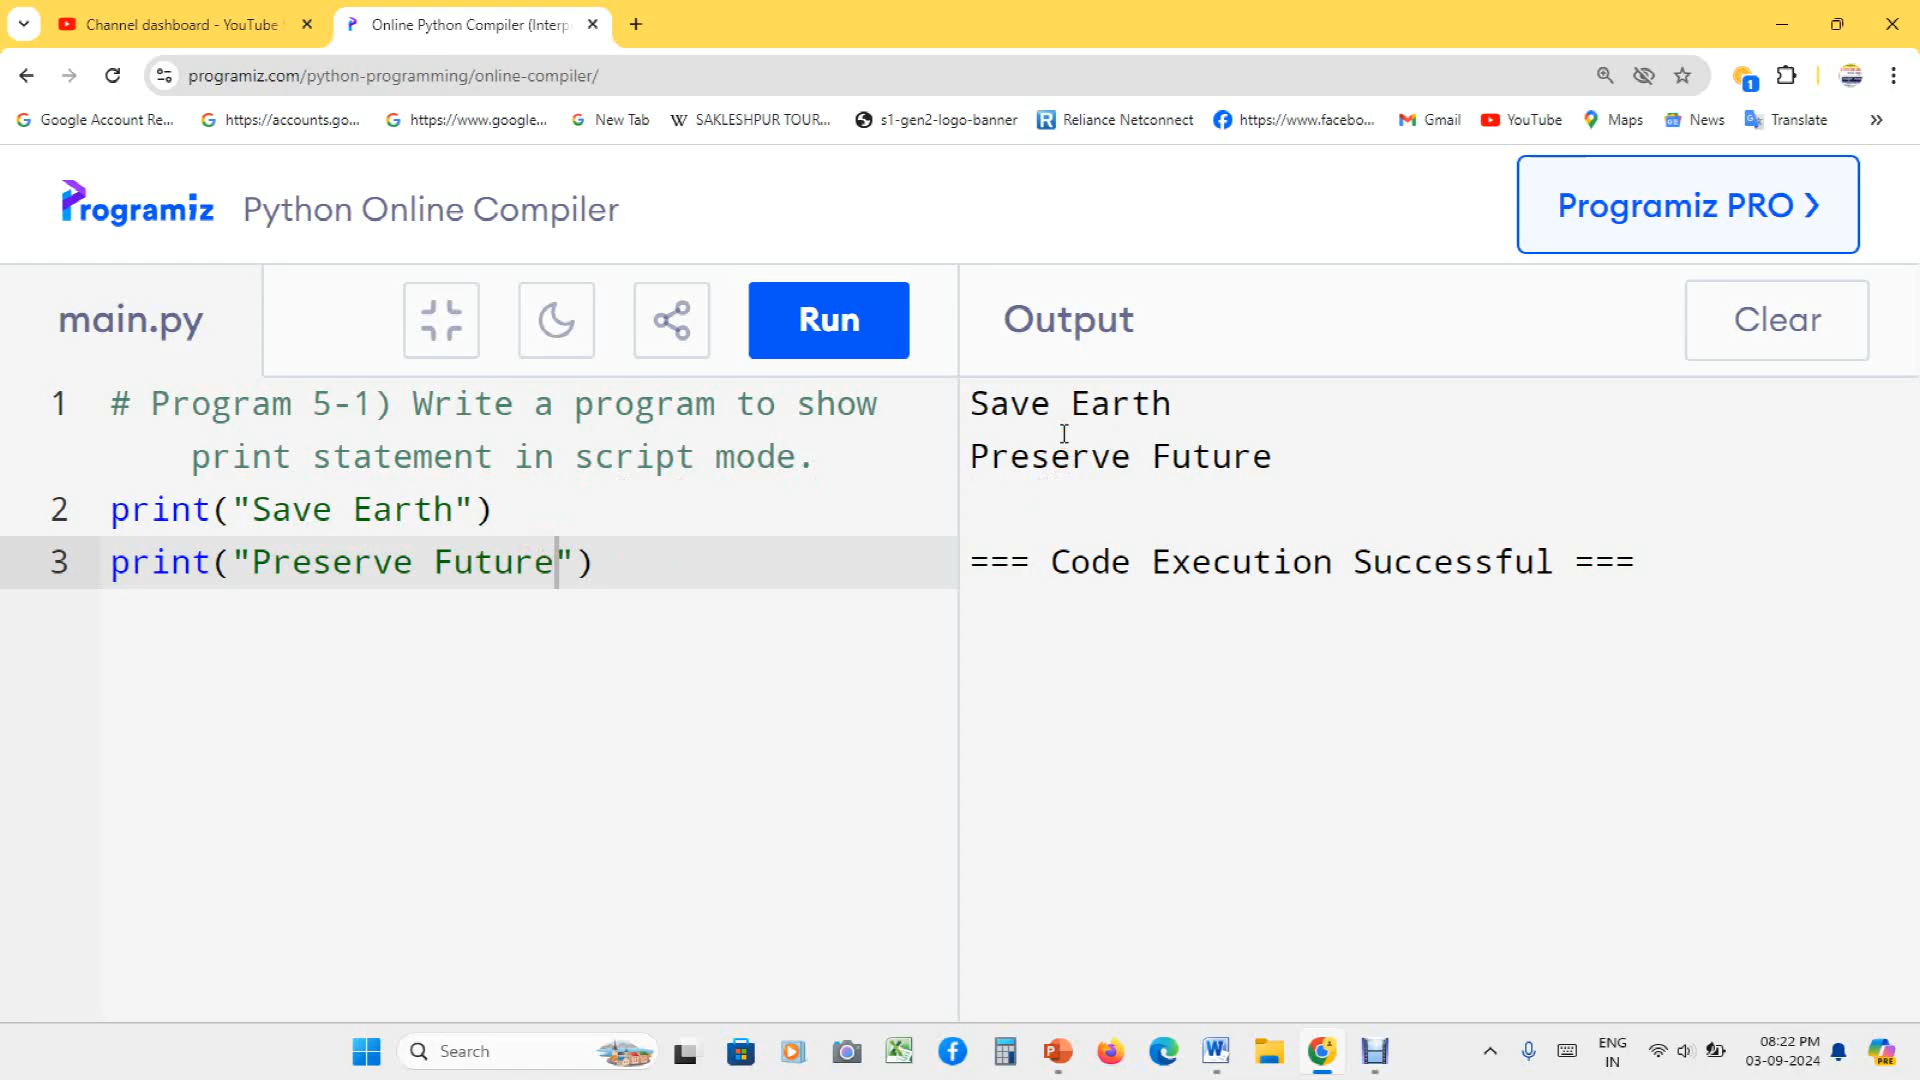 Channel dashboard - YouTube
Online Python Compiler (Interp
programiz.com/python-programming/online-compiler/
1
Google Account Re...
https://accounts.go...
https://www.google...
New Tab
SAKLESHPUR TOUR...
s1-gen2-logo-banner
Reliance Netconnect
https://www.facebo...
Gmail
YouTube
Maps
News
Translate
»
Programiz
Python Online Compiler
Programiz PRO
main.py
Run
Output
Clear
1 # Program 5-1) Write a program to show
print statement in script mode.
2 print("Save Earth")
3 print("Preserve Future")
Save Earth
Preserve Future
=== Code Execution Successful ===
Search
ENG
IN
08:22 PM
03-09-2024
PRE